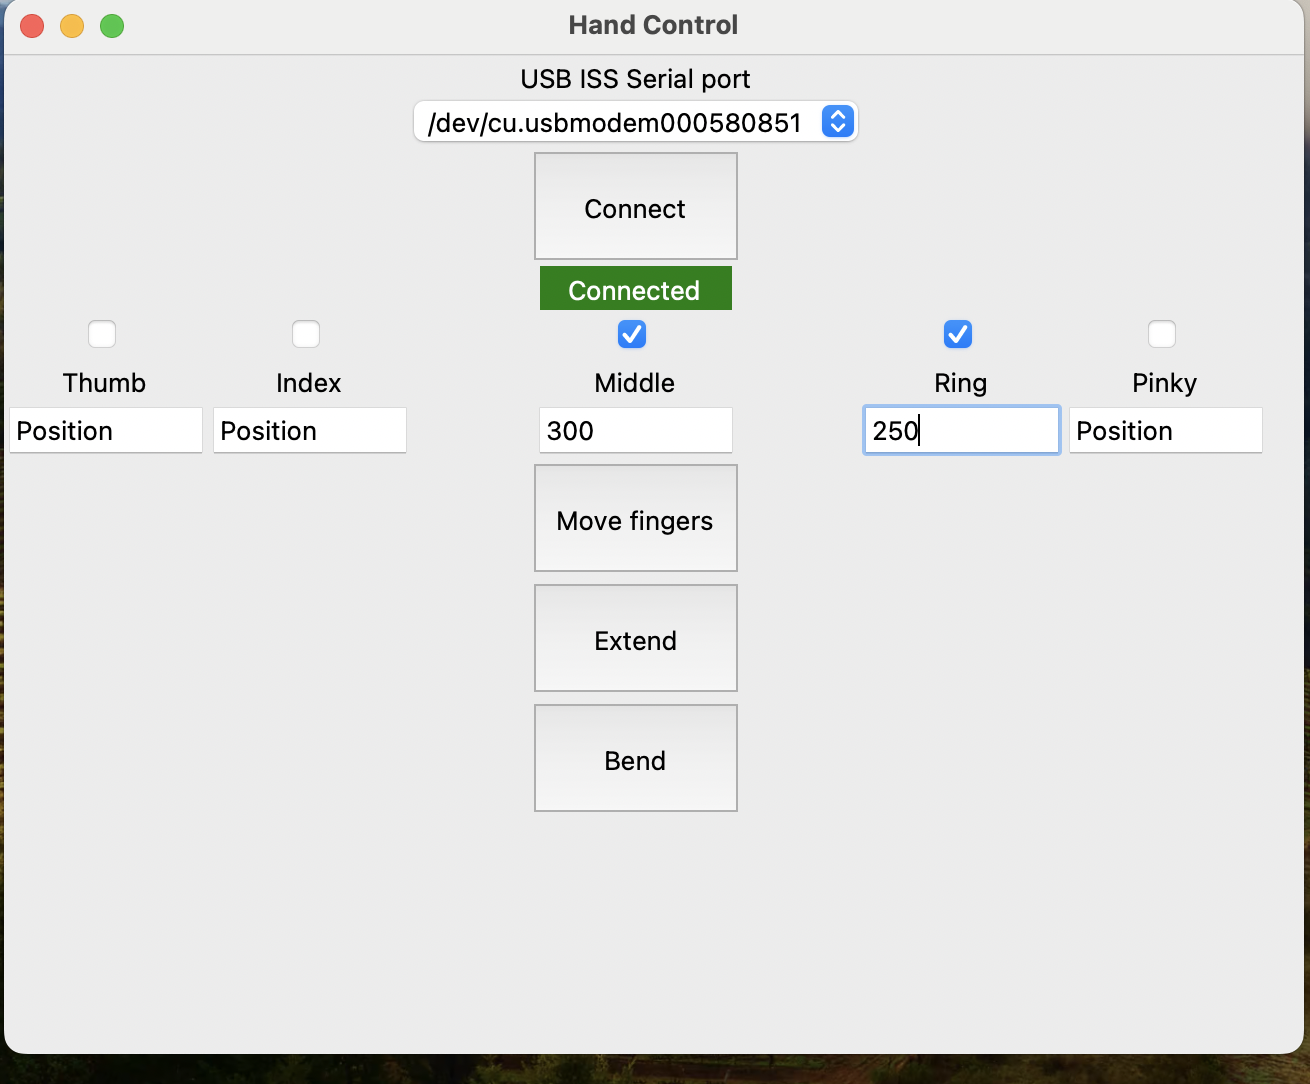 Hand Control
USB ISS Serial port
/dev/cu.usbmodem000580851
Connect
Connected
Thumb Index Middle Ring Pinky
Position Position 300 250 Position
Move fingers
Extend
Bend